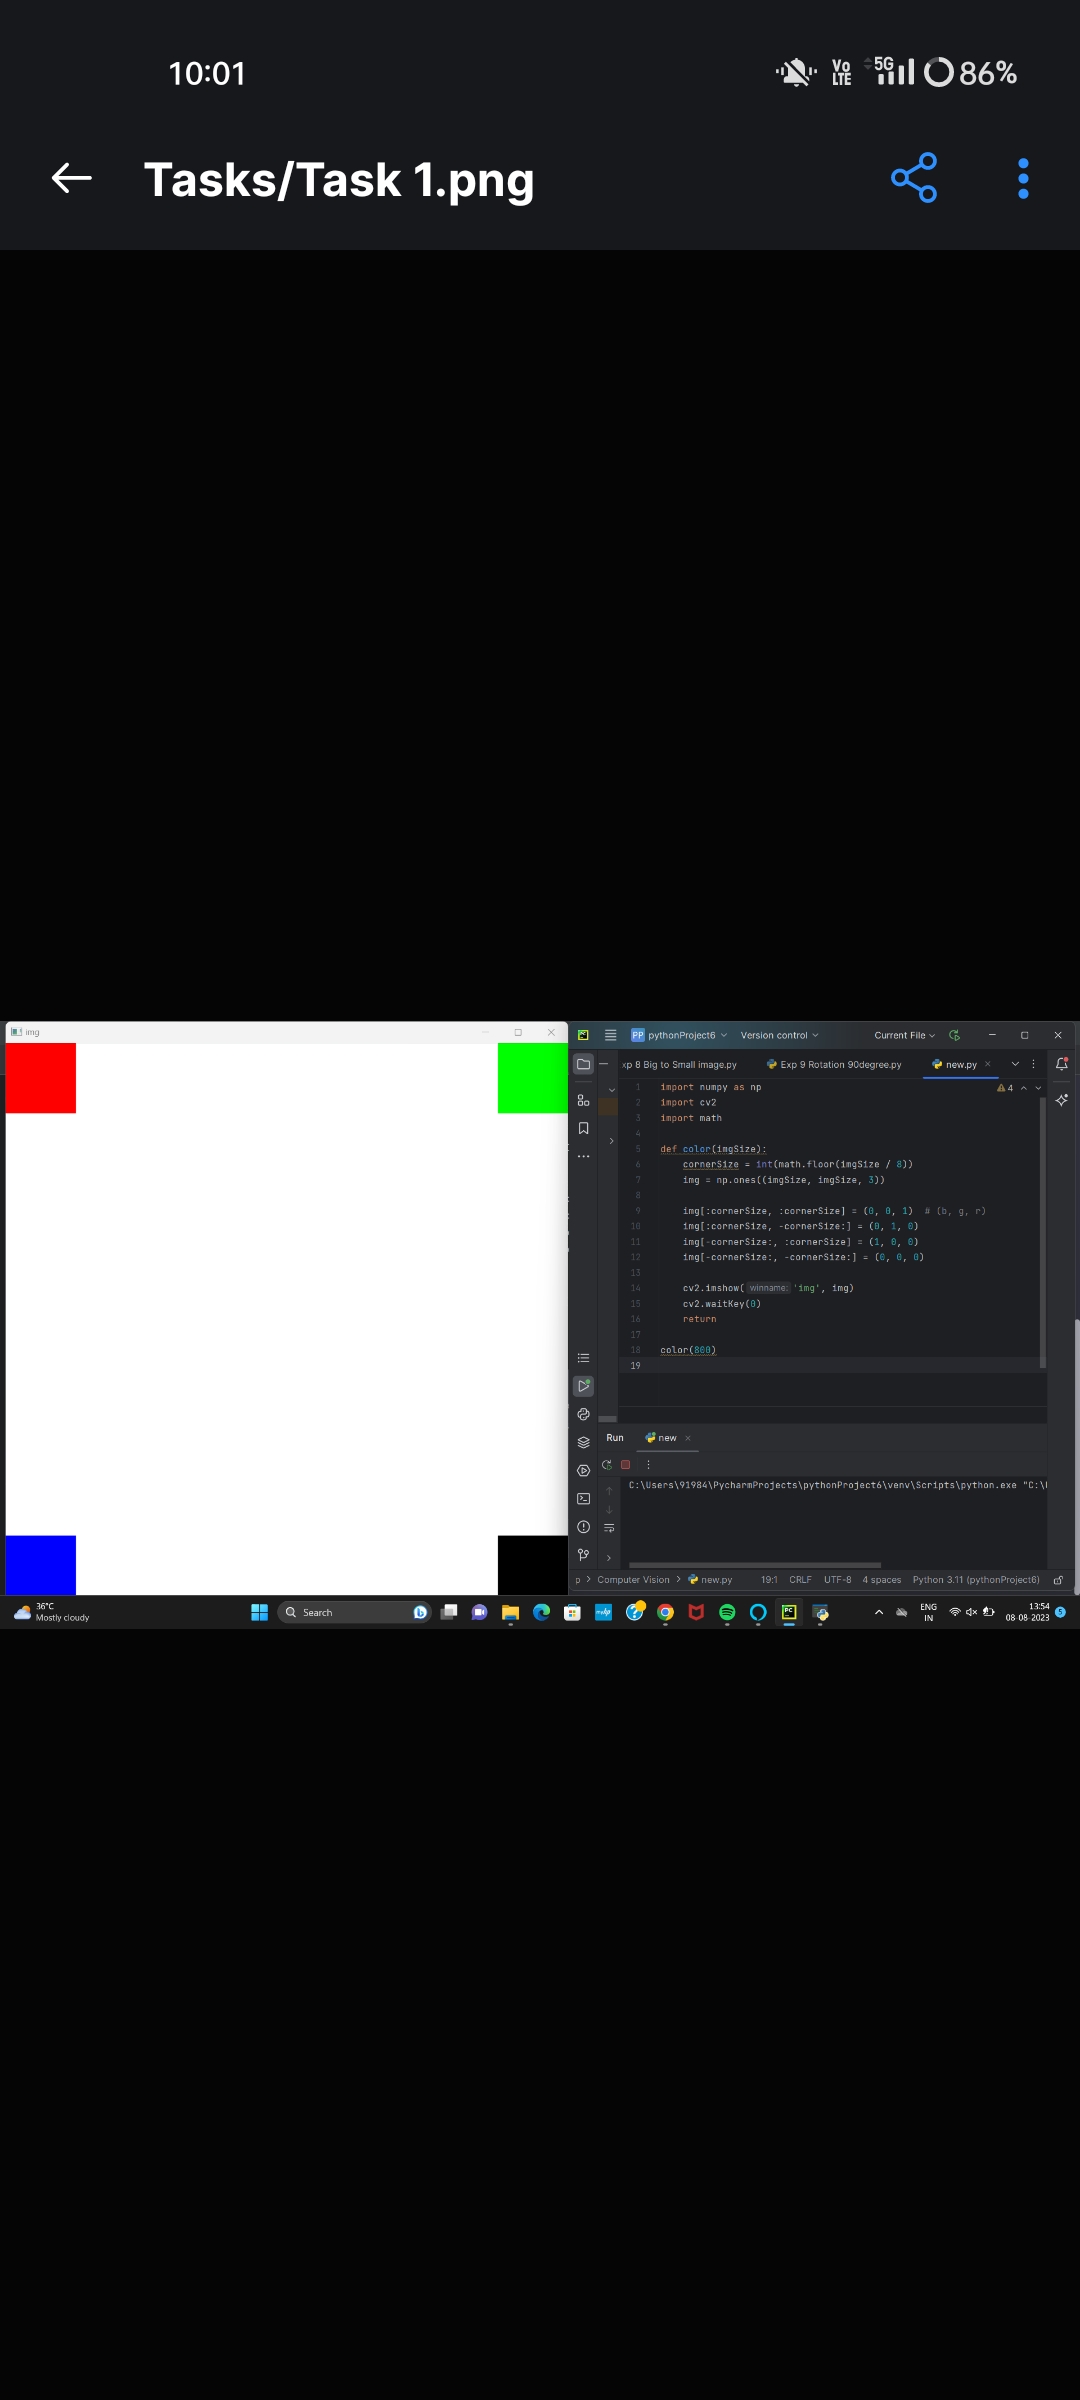 10:01
Vo LTE 5G 86%
Tasks/Task 1.png
img
PP pythonProject6 Version control Current File
xp 8 Big to Small image.py Exp 9 Rotation 90degree.py new.py
4
1 import numpy as np
2 import cv2
3 import math
4
5 def color(imgSize):
6 cornerSize = int(math.floor(imgSize / 8))
7 img = np.ones((imgSize, imgSize, 3))
8
9 img[:cornerSize, :cornerSize] = (0, 0, 1) # (b, g, r)
10 img[:cornerSize, -cornerSize:] = (0, 1, 0)
11 img[-cornerSize:, :cornerSize] = (1, 0, 0)
12 img[-cornerSize:, -cornerSize:] = (0, 0, 0)
13
14 cv2.imshow( winname: 'img', img)
15 cv2.waitKey(0)
16 return
17
18 color(800)
19
Run new
C:\Users\91984\PycharmProjects\pythonProject6\venv\Scripts\python.exe "C:\
p > Computer Vision > new.py 19:1 CRLF UTF-8 4 spaces Python 3.11 (pythonProject6)
36°C
Mostly cloudy
Search
ENG
IN
13:54
08-08-2023
5